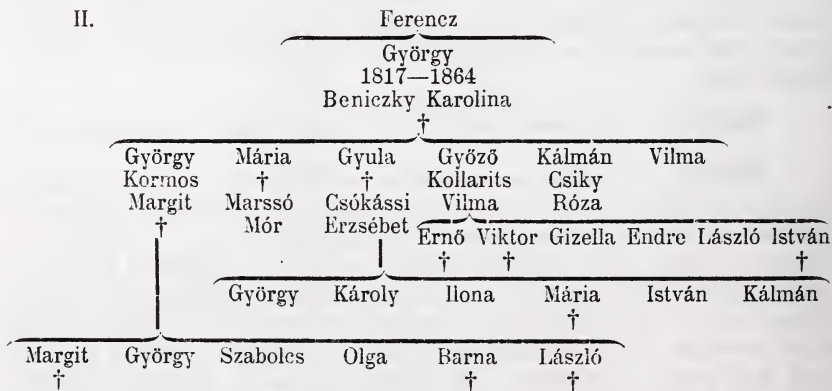 II.
Ferencz
György
1817—1864
Beniczky Karolina
†
György Mária Gyula Győző Kálmán Vilma
Kormos † † Kollarits Csiky
Margit Marssó Csókássi Vilma Róza
† Mór Erzsébet
Ernő Viktor Gizella Endre László István
† † †
György Károly Ilona Mária István Kálmán
†
Margit György Szabolcs Olga Barna László
† † †